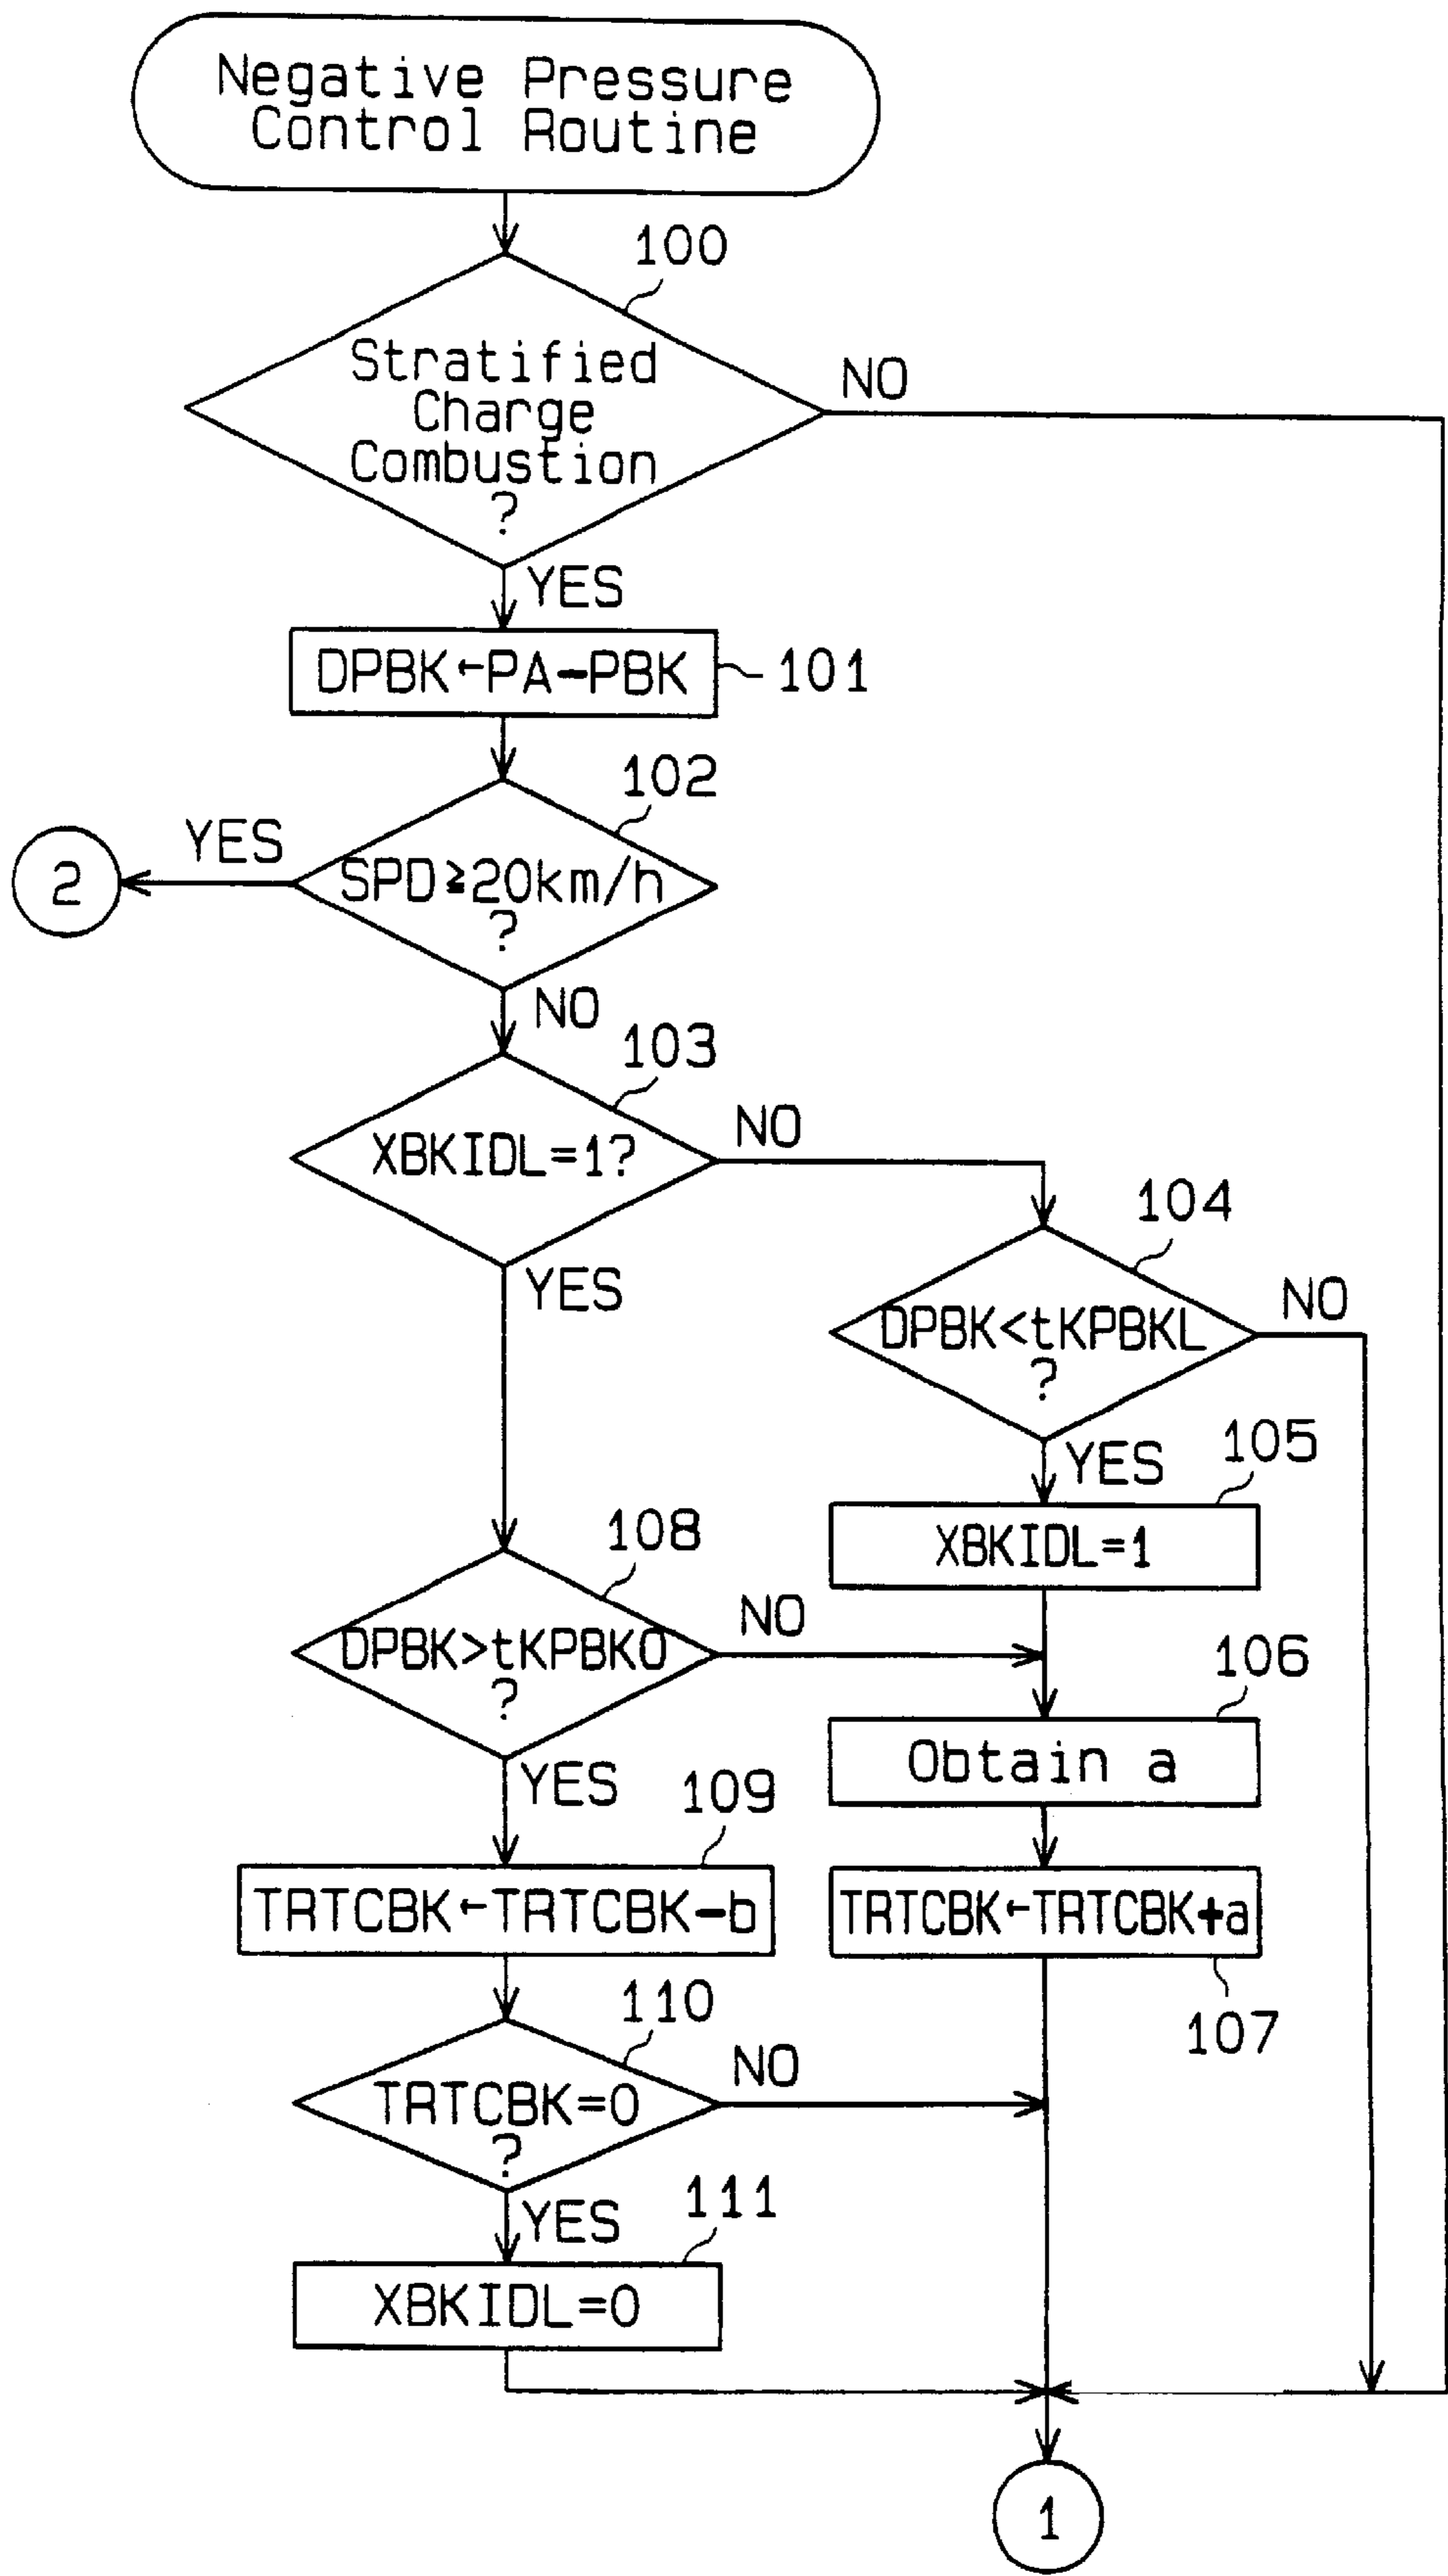 Negative Pressure
Control Routine
100
Stratified
Charge
Combustion
?
NO
YES
DPBK←PA−PBK
101
102
YES
2
SPD≧20km/h
?
NO
103
XBKIDL=1?
NO
104
YES
DPBK<tKPBKL
?
NO
YES
105
XBKIDL=1
108
DPBK>tKPBKO
?
NO
106
Obtain a
YES
109
TRTCBK←TRTCBK−b
TRTCBK←TRTCBK+a
107
110
TRTCBK=0
?
NO
YES
111
XBKIDL=0
1